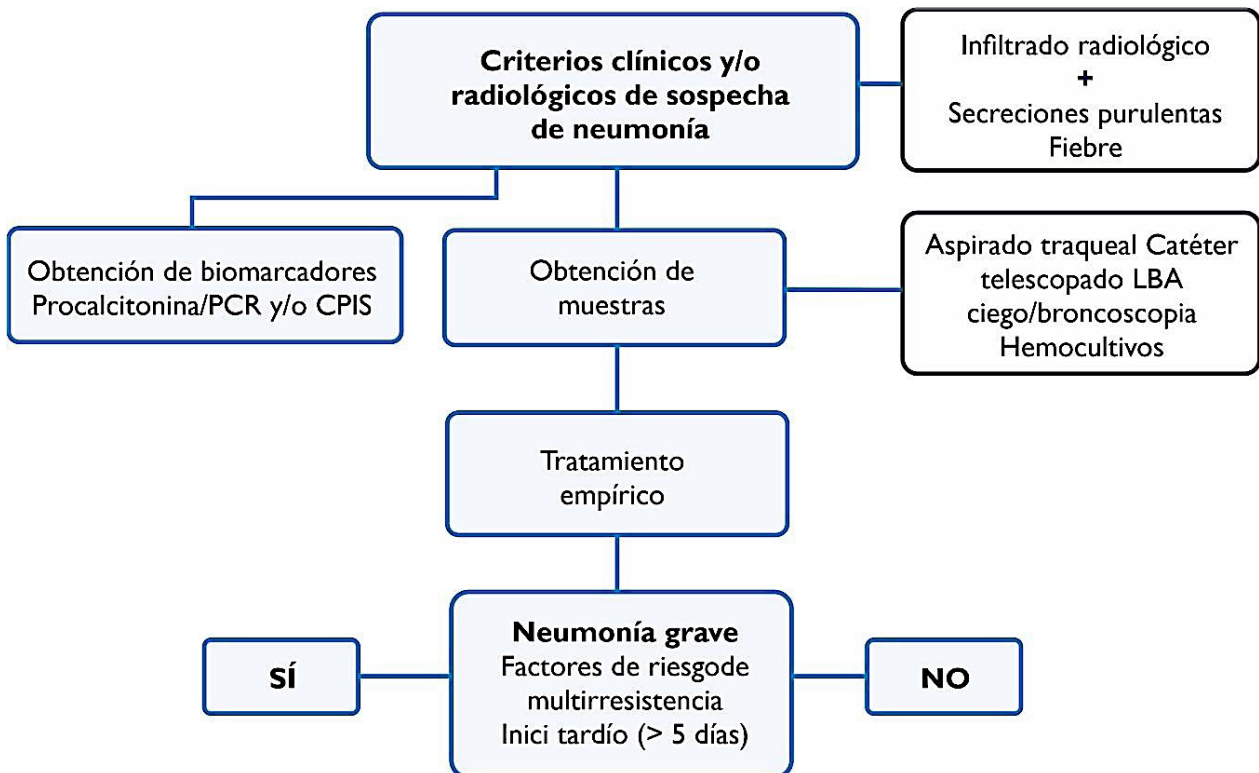 Criterios clínicos y/o
radiológicos de sospecha
de neumonía
Infiltrado radiológico
+
Secreciones purulentas
Fiebre
Obtención de biomarcadores
Procalcitonina/PCR y/o CPIS
Obtención de
muestras
Aspirado traqueal Catéter
telescopado LBA
ciego/broncoscopia
Hemocultivos
Tratamiento
empírico
SÍ
Neumonía grave
Factores de riesgode
multirresistencia
Inici tardío (> 5 días)
NO